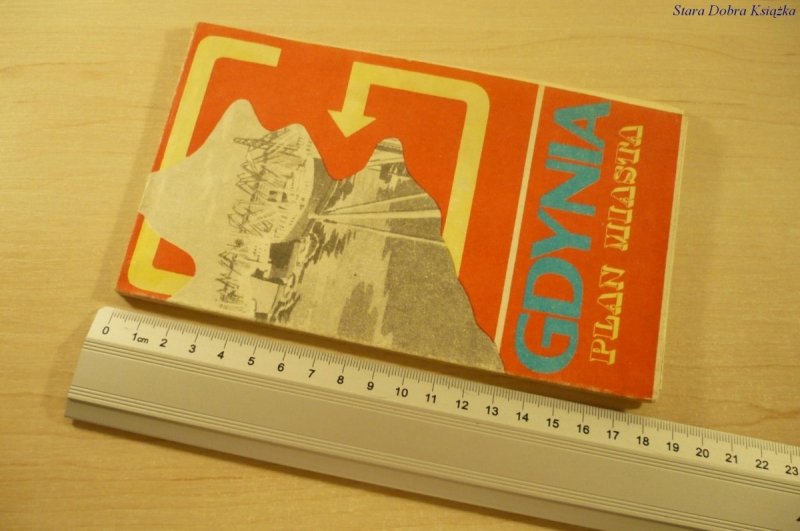 Stara Dobra Książka
GDYNIA
PLAN MIASTA
0 1cm 2 3 4 5 6 7 8 9 10 11 12 13 14 15 16 17 18 19 20 21 22 23